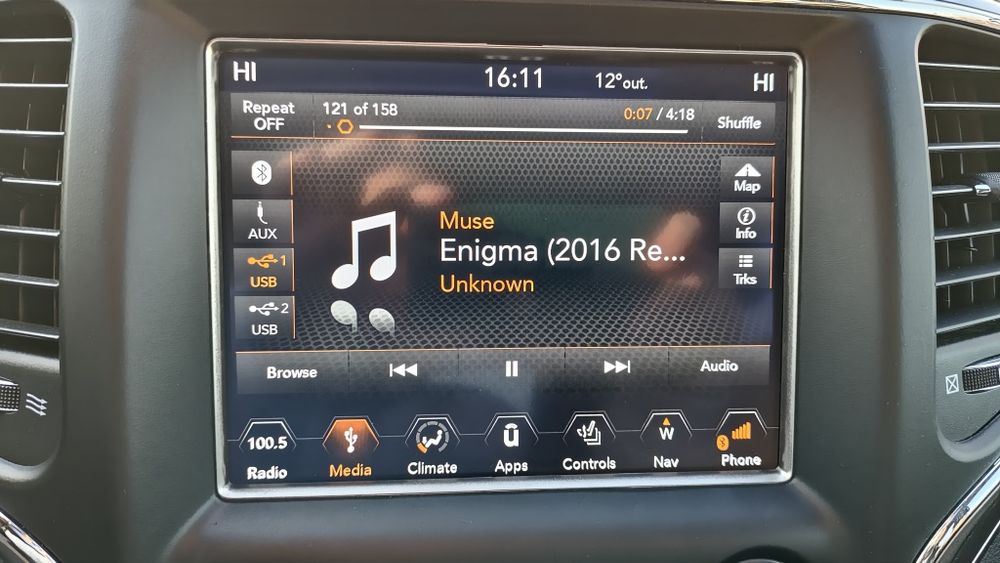 HI 16:11 12°out. HI
Repeat OFF
121 of 158
0:07 / 4:18
Shuffle
AUX
1
USB
2
USB
Muse
Enigma (2016 Re...
Unknown
Map
Info
Trks
Browse
Audio
100.5
Radio
Media
Climate
ū
Apps
Controls
W
Nav
Phone